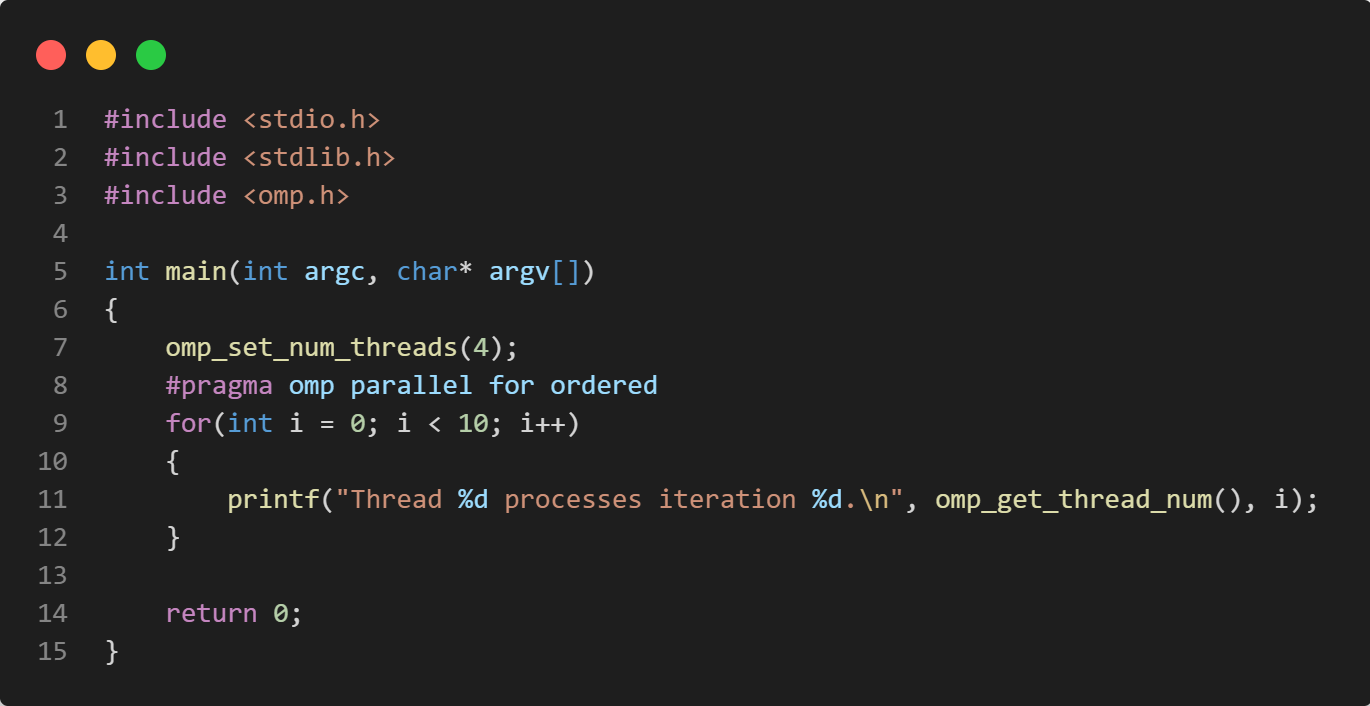 1 #include <stdio.h>
2 #include <stdlib.h>
3 #include <omp.h>
4
5 int main(int argc, char* argv[])
6 {
7     omp_set_num_threads(4);
8     #pragma omp parallel for ordered
9     for(int i = 0; i < 10; i++)
10     {
11         printf("Thread %d processes iteration %d.\n", omp_get_thread_num(), i);
12     }
13
14     return 0;
15 }